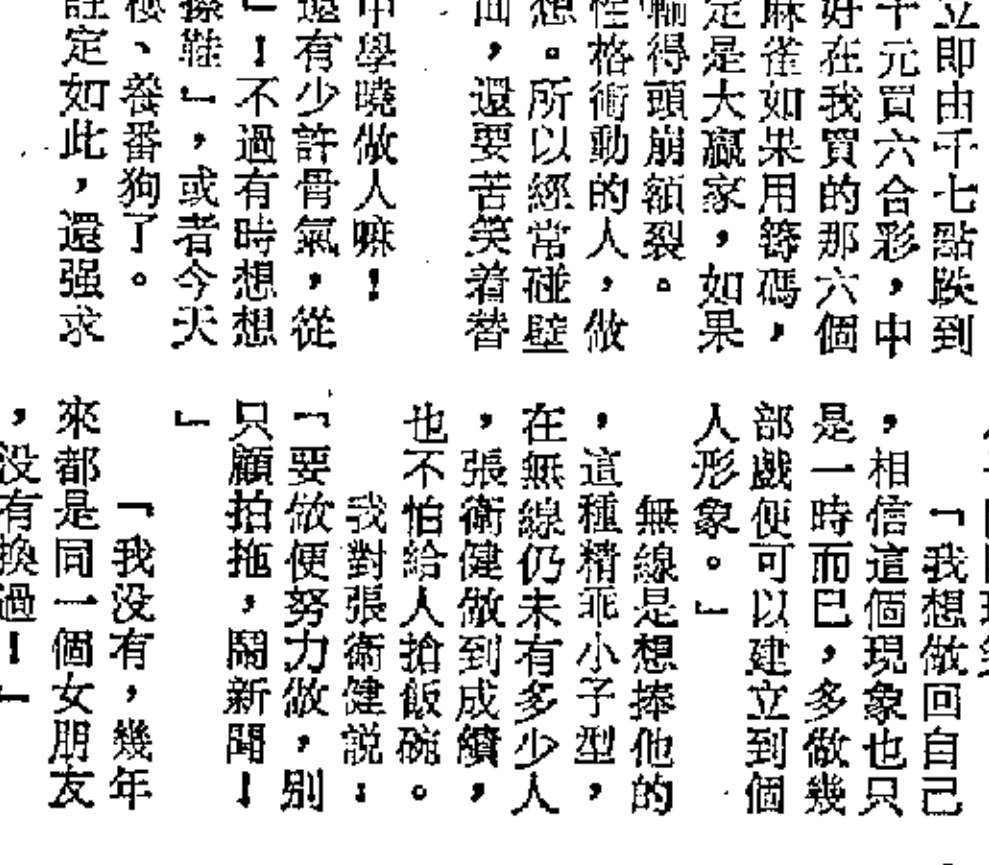 立即由千七點跌到
千元買六合彩，中
好在我買的那六個
麻雀如果用籌碼，
定是大贏家，如果
輸得頭崩額裂。
性格衝動的人，做
想。所以經常碰壁
面，還要苦笑着替
中學曉做人嘛！
還有少許骨氣，從
」！不過有時想想
擦鞋」，或者今天
樓、養番狗了。
註定如此，還强求
「我想做回自己
，相信這個現象也只
是一時而已，多做幾
部戲便可以建立到個
人形象。」
無線是想捧他的
，這種精乖小子型，
在無線仍未有多少人
，張衛健做到成績，
也不怕給人搶飯碗。
我對張衛健説：
「要做便努力做，別
只顧拍拖，鬧新聞！
」
「我没有，幾年
來都是同一個女朋友
，没有換過！」